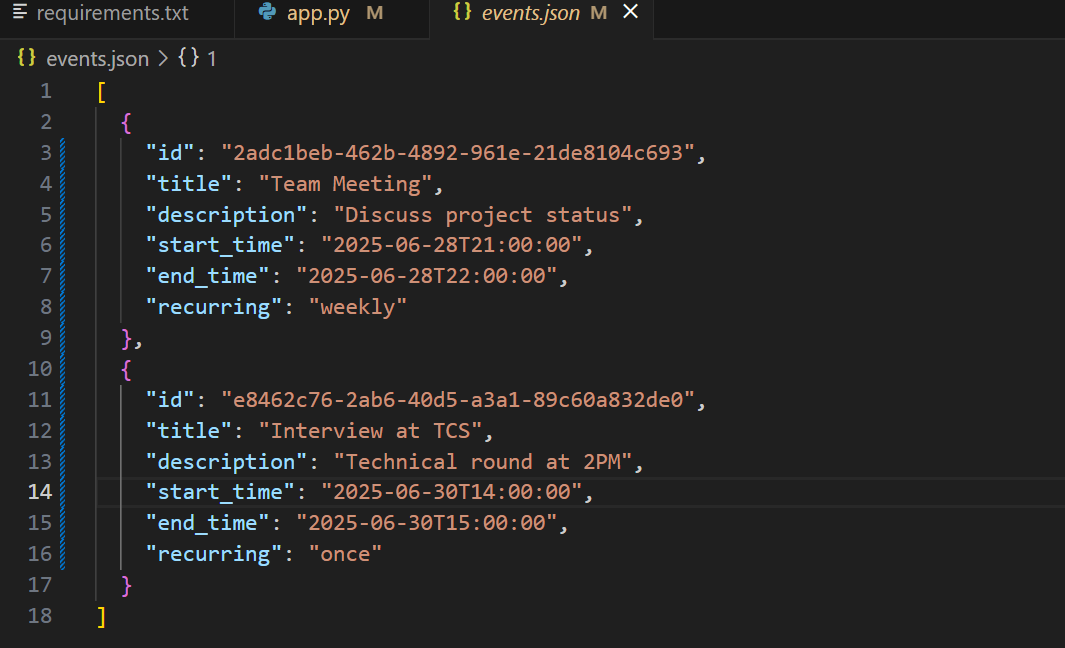 requirements.txt app.py M {} events.json M X
{} events.json > {} 1
1 [
2 {
3 "id": "2adc1beb-462b-4892-961e-21de8104c693",
4 "title": "Team Meeting",
5 "description": "Discuss project status",
6 "start_time": "2025-06-28T21:00:00",
7 "end_time": "2025-06-28T22:00:00",
8 "recurring": "weekly"
9 },
10 {
11 "id": "e8462c76-2ab6-40d5-a3a1-89c60a832de0",
12 "title": "Interview at TCS",
13 "description": "Technical round at 2PM",
14 "start_time": "2025-06-30T14:00:00",
15 "end_time": "2025-06-30T15:00:00",
16 "recurring": "once"
17 }
18 ]